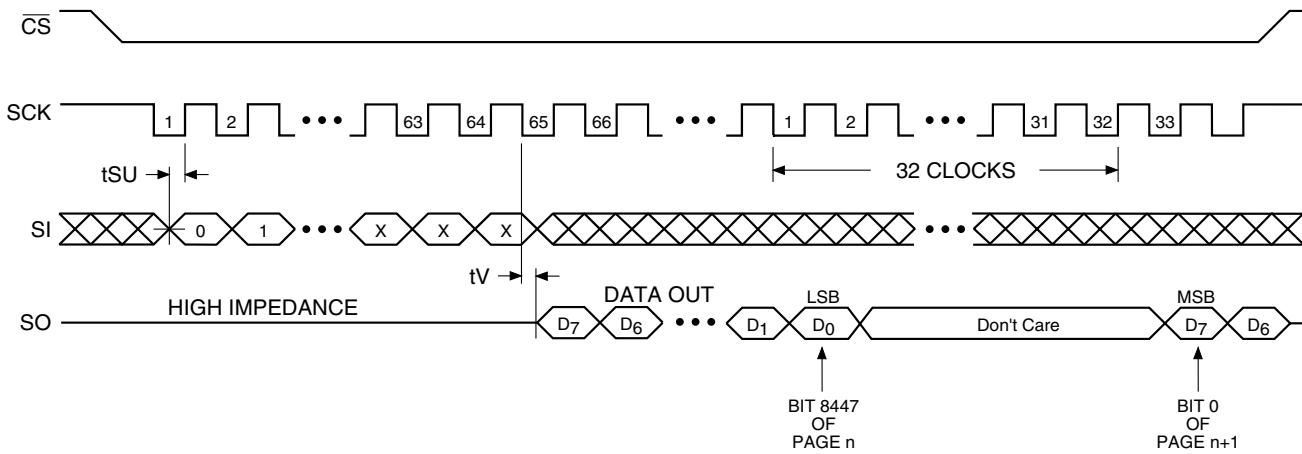 CS
SCK 1 2 ••• 63 64 65 66 ••• 1 2 ••• 31 32 33
tSU
32 CLOCKS
SI 0 1 ••• X X X •••
tV
HIGH IMPEDANCE
DATA OUT
LSB
MSB
SO D7 D6 ••• D1 D0 Don't Care D7 D6
BIT 8447
OF
PAGE n
BIT 0
OF
PAGE n+1